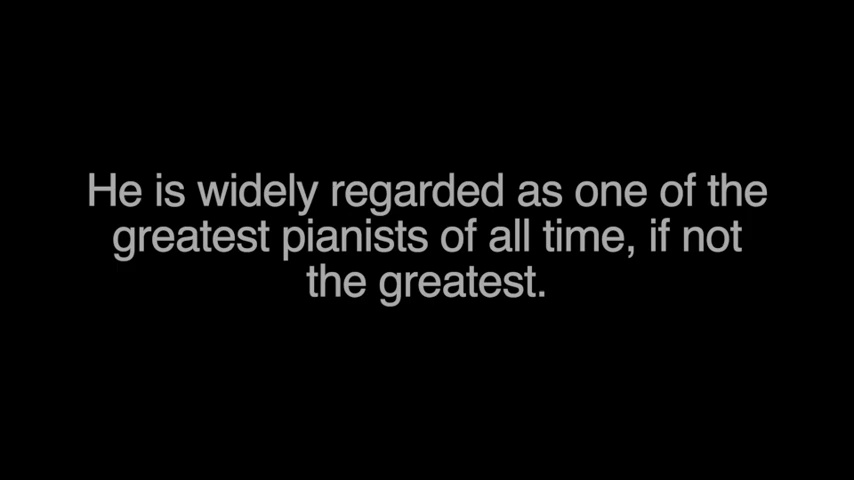 He is widely regarded as one of the
greatest pianists of all time, if not
the greatest.